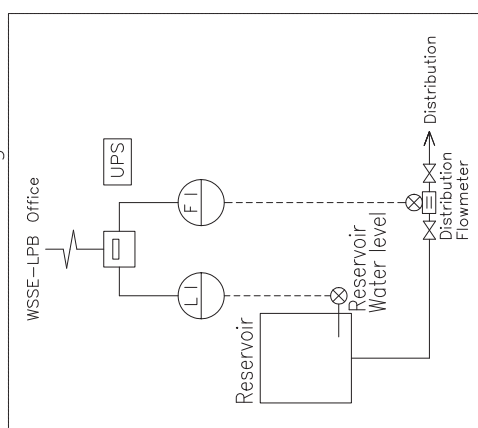 WSSE-LPB Office
UPS
LI
FI
Reservoir
Reservoir
Water level
Distribution
Flowmeter
Distribution